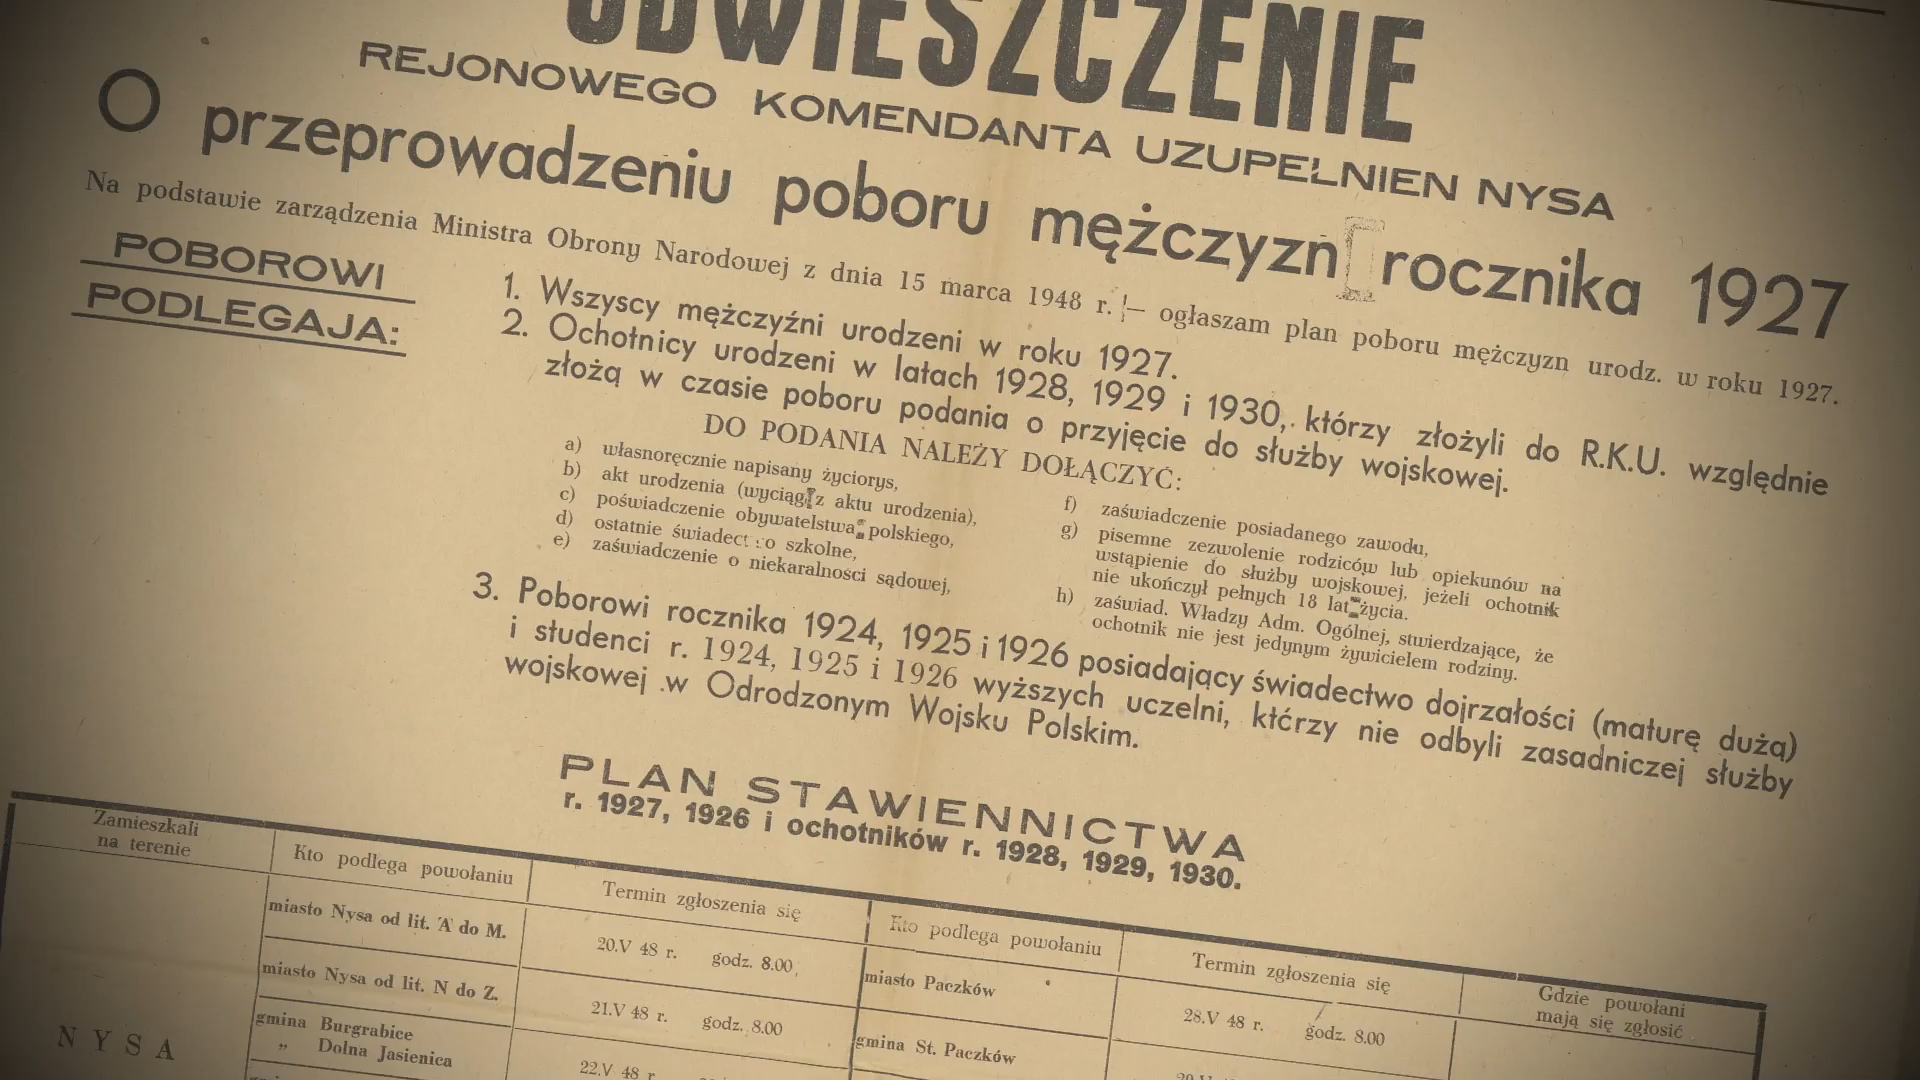 OBWIESZCZENIE
REJONOWEGO KOMENDANTA UZUPEŁNIEN NYSA
O przeprowadzeniu poboru mężczyzn rocznika 1927
Na podstawie zarządzenia Ministra Obrony Narodowej z dnia 15 marca 1948 r. — ogłaszam plan poboru mężczyzn urodz. w roku 1927.
POBOROWI
PODLEGAJA:
1. Wszyscy mężczyźni urodzeni w roku 1927.
2. Ochotnicy urodzeni w latach 1928, 1929 i 1930, którzy złożyli do R.K.U. względnie
złożą w czasie poboru podania o przyjęcie do służby wojskowej.
DO PODANIA NALEŻY DOŁĄCZYĆ:
a) własnoręcznie napisany życiorys,
b) akt urodzenia (wyciąg z aktu urodzenia),
c) poświadczenie obywatelstwa polskiego,
d) ostatnie świadect o szkolne,
e) zaświadczenie o niekaralności sądowej,
f) zaświadczenie posiadanego zawodu,
g) pisemne zezwolenie rodziców lub opiekunów na
wstąpienie do służby wojskowej, jeżeli ochotnik
nie ukończył pełnych 18 lat życia.
h) zaświad. Władzy Adm. Ogólnej, stwierdzające, że
ochotnik nie jest jedynym żywicielem rodziny.
3. Poborowi rocznika 1924, 1925 i 1926 posiadający świadectwo dojrzałości (maturę dużą)
i studenci r. 1924, 1925 i 1926 wyższych uczelni, ktćrzy nie odbyli zasadniczej służby
wojskowej w Odrodzonym Wojsku Polskim.
PLAN STAWIENNICTWA
r. 1927, 1926 i ochotników r. 1928, 1929, 1930.
Zamieszkali
na terenie
Kto podlega powołaniu
Termin zgłoszenia się
Kto podlega powołaniu
Termin zgłoszenia się
Gdzie powołani
mają się zgłosić
miasto Nysa od lit. A do M.
20.V 48 r. godz. 8.00
miasto Paczków
28.V 48 r. godz. 8.00
miasto Nysa od lit. N do Z.
21.V 48 r. godz. 8.00
gmina St. Paczków
NYSA
gmina Burgrabice
„ Dolna Jasienica
22.V 48 r